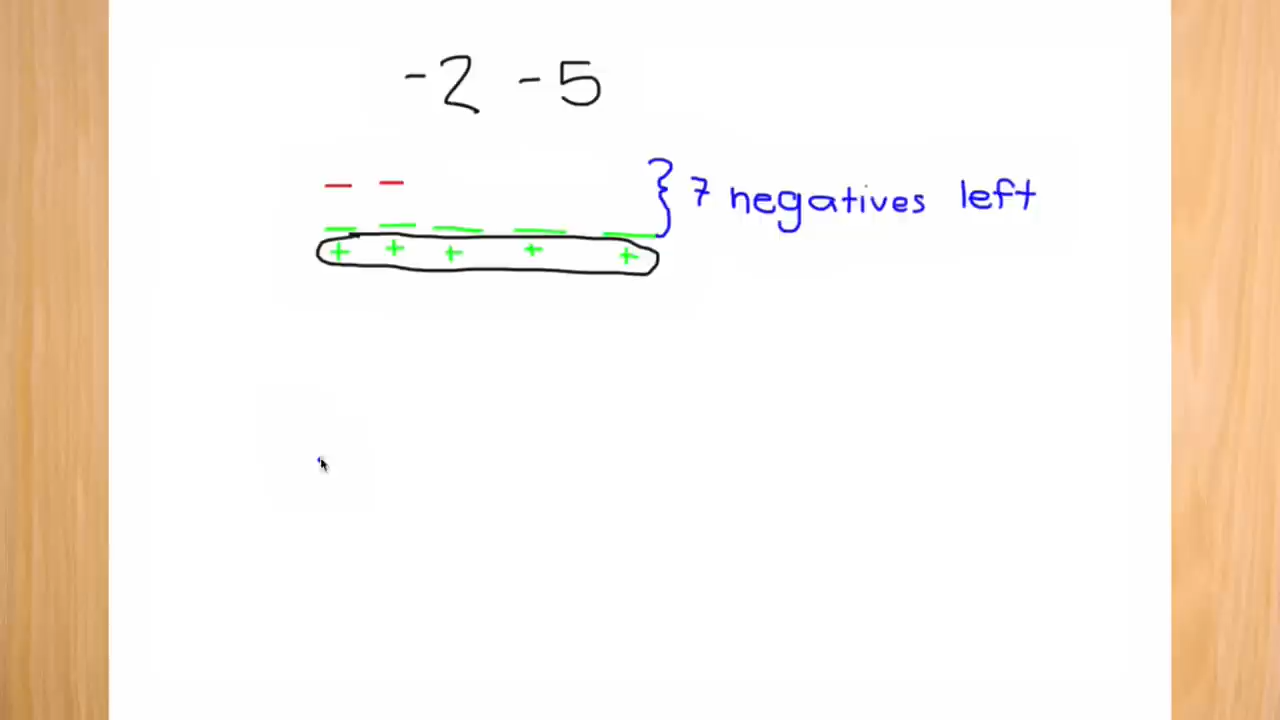 -2 -5
- - } 7 negatives left
- - - - -
+ + + + +